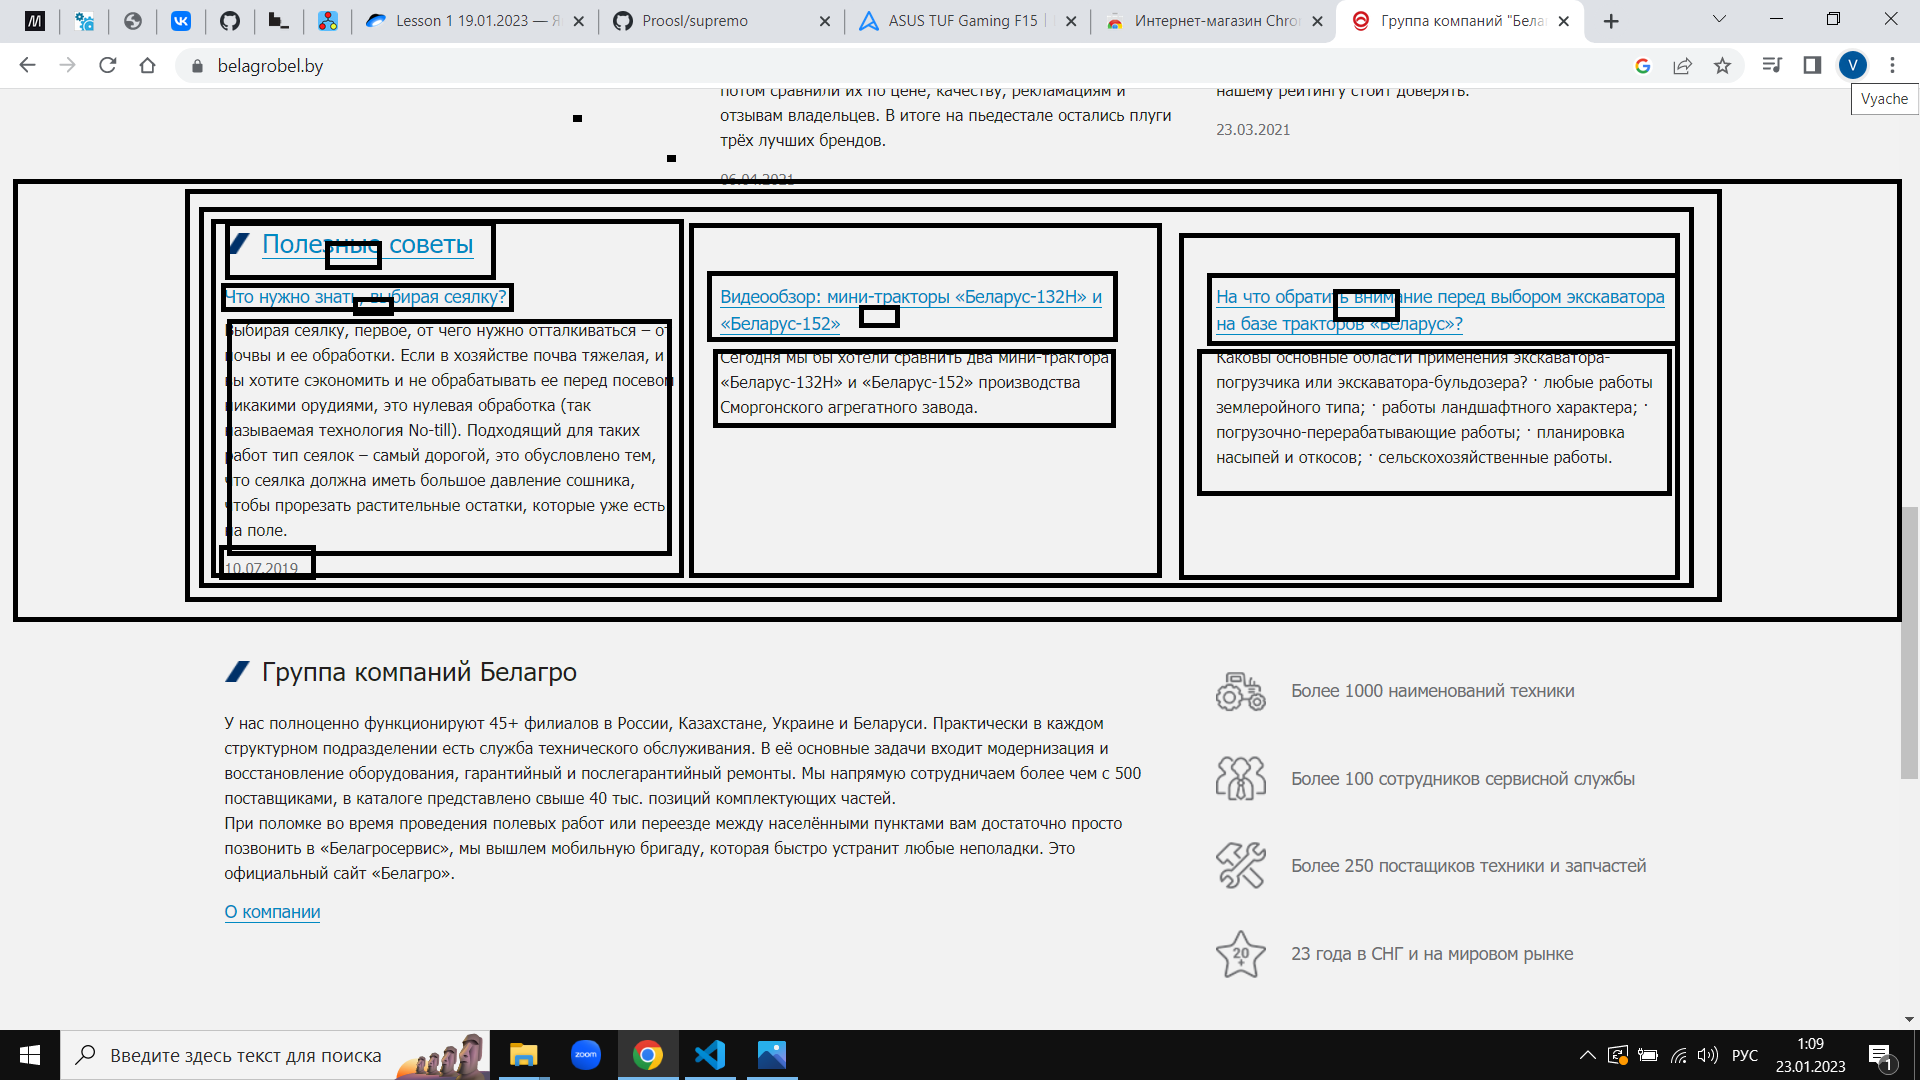 Lesson 1 19.01.2023 —
Proosl/supremo
ASUS TUF Gaming F15
Интернет-магазин Chro
Группа компаний "Бела
belagrobel.by
V
Vyache
потом сравнили их по цене, качеству, рекламациям и
отзывам владельцев. В итоге на пьедестале остались плуги
трёх лучших брендов.
06.04.2021
нашему рейтингу стоит доверять.
23.03.2021
Полезные советы
Что нужно знать, выбирая сеялку?
Выбирая сеялку, первое, от чего нужно отталкиваться – от
почвы и ее обработки. Если в хозяйстве почва тяжелая, и
вы хотите сэкономить и не обрабатывать ее перед посевом
никакими орудиями, это нулевая обработка (так
называемая технология No-till). Подходящий для таких
работ тип сеялок – самый дорогой, это обусловлено тем,
что сеялка должна иметь большое давление сошника,
чтобы прорезать растительные остатки, которые уже есть
на поле.
10.07.2019
Видеообзор: мини-тракторы «Беларус-132Н» и
«Беларус-152»
Сегодня мы бы хотели сравнить два мини-трактора
«Беларус-132Н» и «Беларус-152» производства
Сморгонского агрегатного завода.
На что обратить внимание перед выбором экскаватора
на базе тракторов «Беларус»?
Каковы основные области применения экскаватора-
погрузчика или экскаватора-бульдозера? · любые работы
землеройного типа; · работы ландшафтного характера; ·
погрузочно-перерабатывающие работы; · планировка
насыпей и откосов; · сельскохозяйственные работы.
Группа компаний Белагро
У нас полноценно функционируют 45+ филиалов в России, Казахстане, Украине и Беларуси. Практически в каждом
структурном подразделении есть служба технического обслуживания. В её основные задачи входит модернизация и
восстановление оборудования, гарантийный и послегарантийный ремонты. Мы напрямую сотрудничаем более чем с 500
поставщиками, в каталоге представлено свыше 40 тыс. позиций комплектующих частей.
При поломке во время проведения полевых работ или переезде между населёнными пунктами вам достаточно просто
позвонить в «Белагросервис», мы вышлем мобильную бригаду, которая быстро устранит любые неполадки. Это
официальный сайт «Белагро».
О компании
Более 1000 наименований техники
Более 100 сотрудников сервисной службы
Более 250 постащиков техники и запчастей
20
+
23 года в СНГ и на мировом рынке
Введите здесь текст для поиска
zoom
РУС
1:09
23.01.2023
1